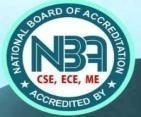 NATIONAL BOARD OF ACCREDITATION
NBA
CSE, ECE, ME
ACCREDITED BY